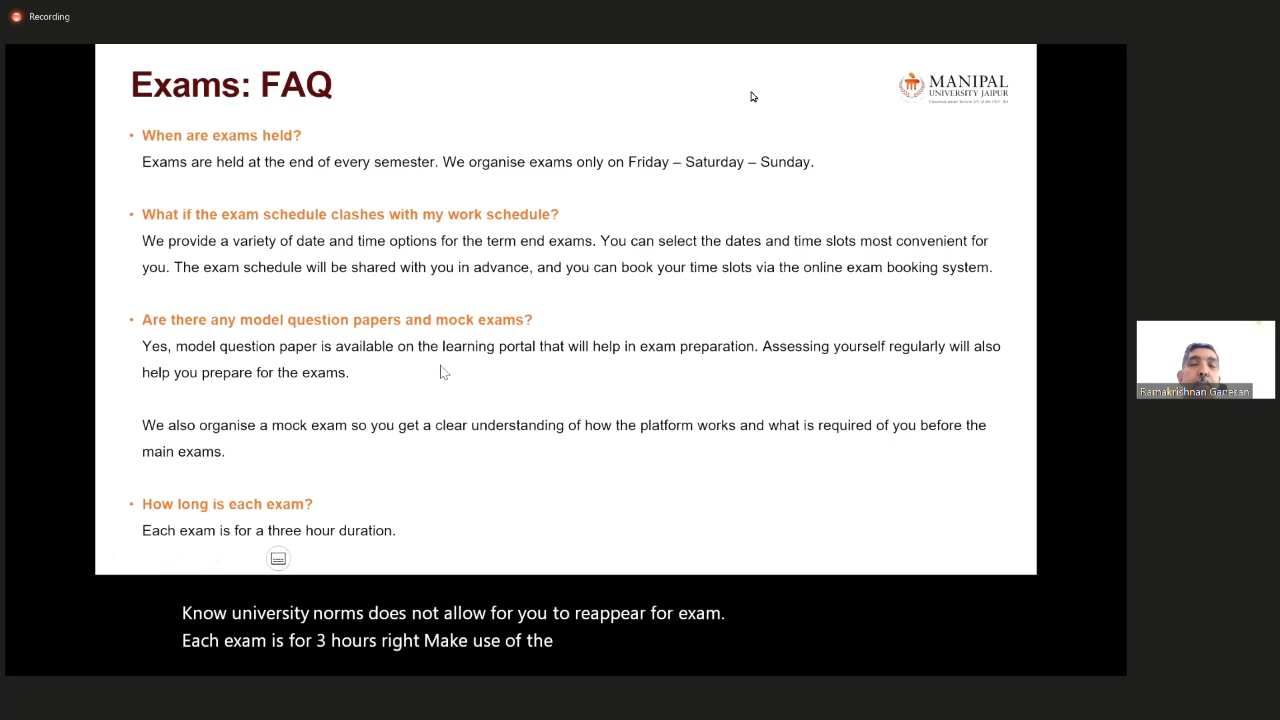 Recording
Exams: FAQ
MANIPAL
UNIVERSITY JAIPUR
• When are exams held?
Exams are held at the end of every semester. We organise exams only on Friday – Saturday – Sunday.
• What if the exam schedule clashes with my work schedule?
We provide a variety of date and time options for the term end exams. You can select the dates and time slots most convenient for
you. The exam schedule will be shared with you in advance, and you can book your time slots via the online exam booking system.
• Are there any model question papers and mock exams?
Yes, model question paper is available on the learning portal that will help in exam preparation. Assessing yourself regularly will also
help you prepare for the exams.
We also organise a mock exam so you get a clear understanding of how the platform works and what is required of you before the
main exams.
• How long is each exam?
Each exam is for a three hour duration.
Ramakrishnan Ganesan
Know university norms does not allow for you to reappear for exam.
Each exam is for 3 hours right Make use of the